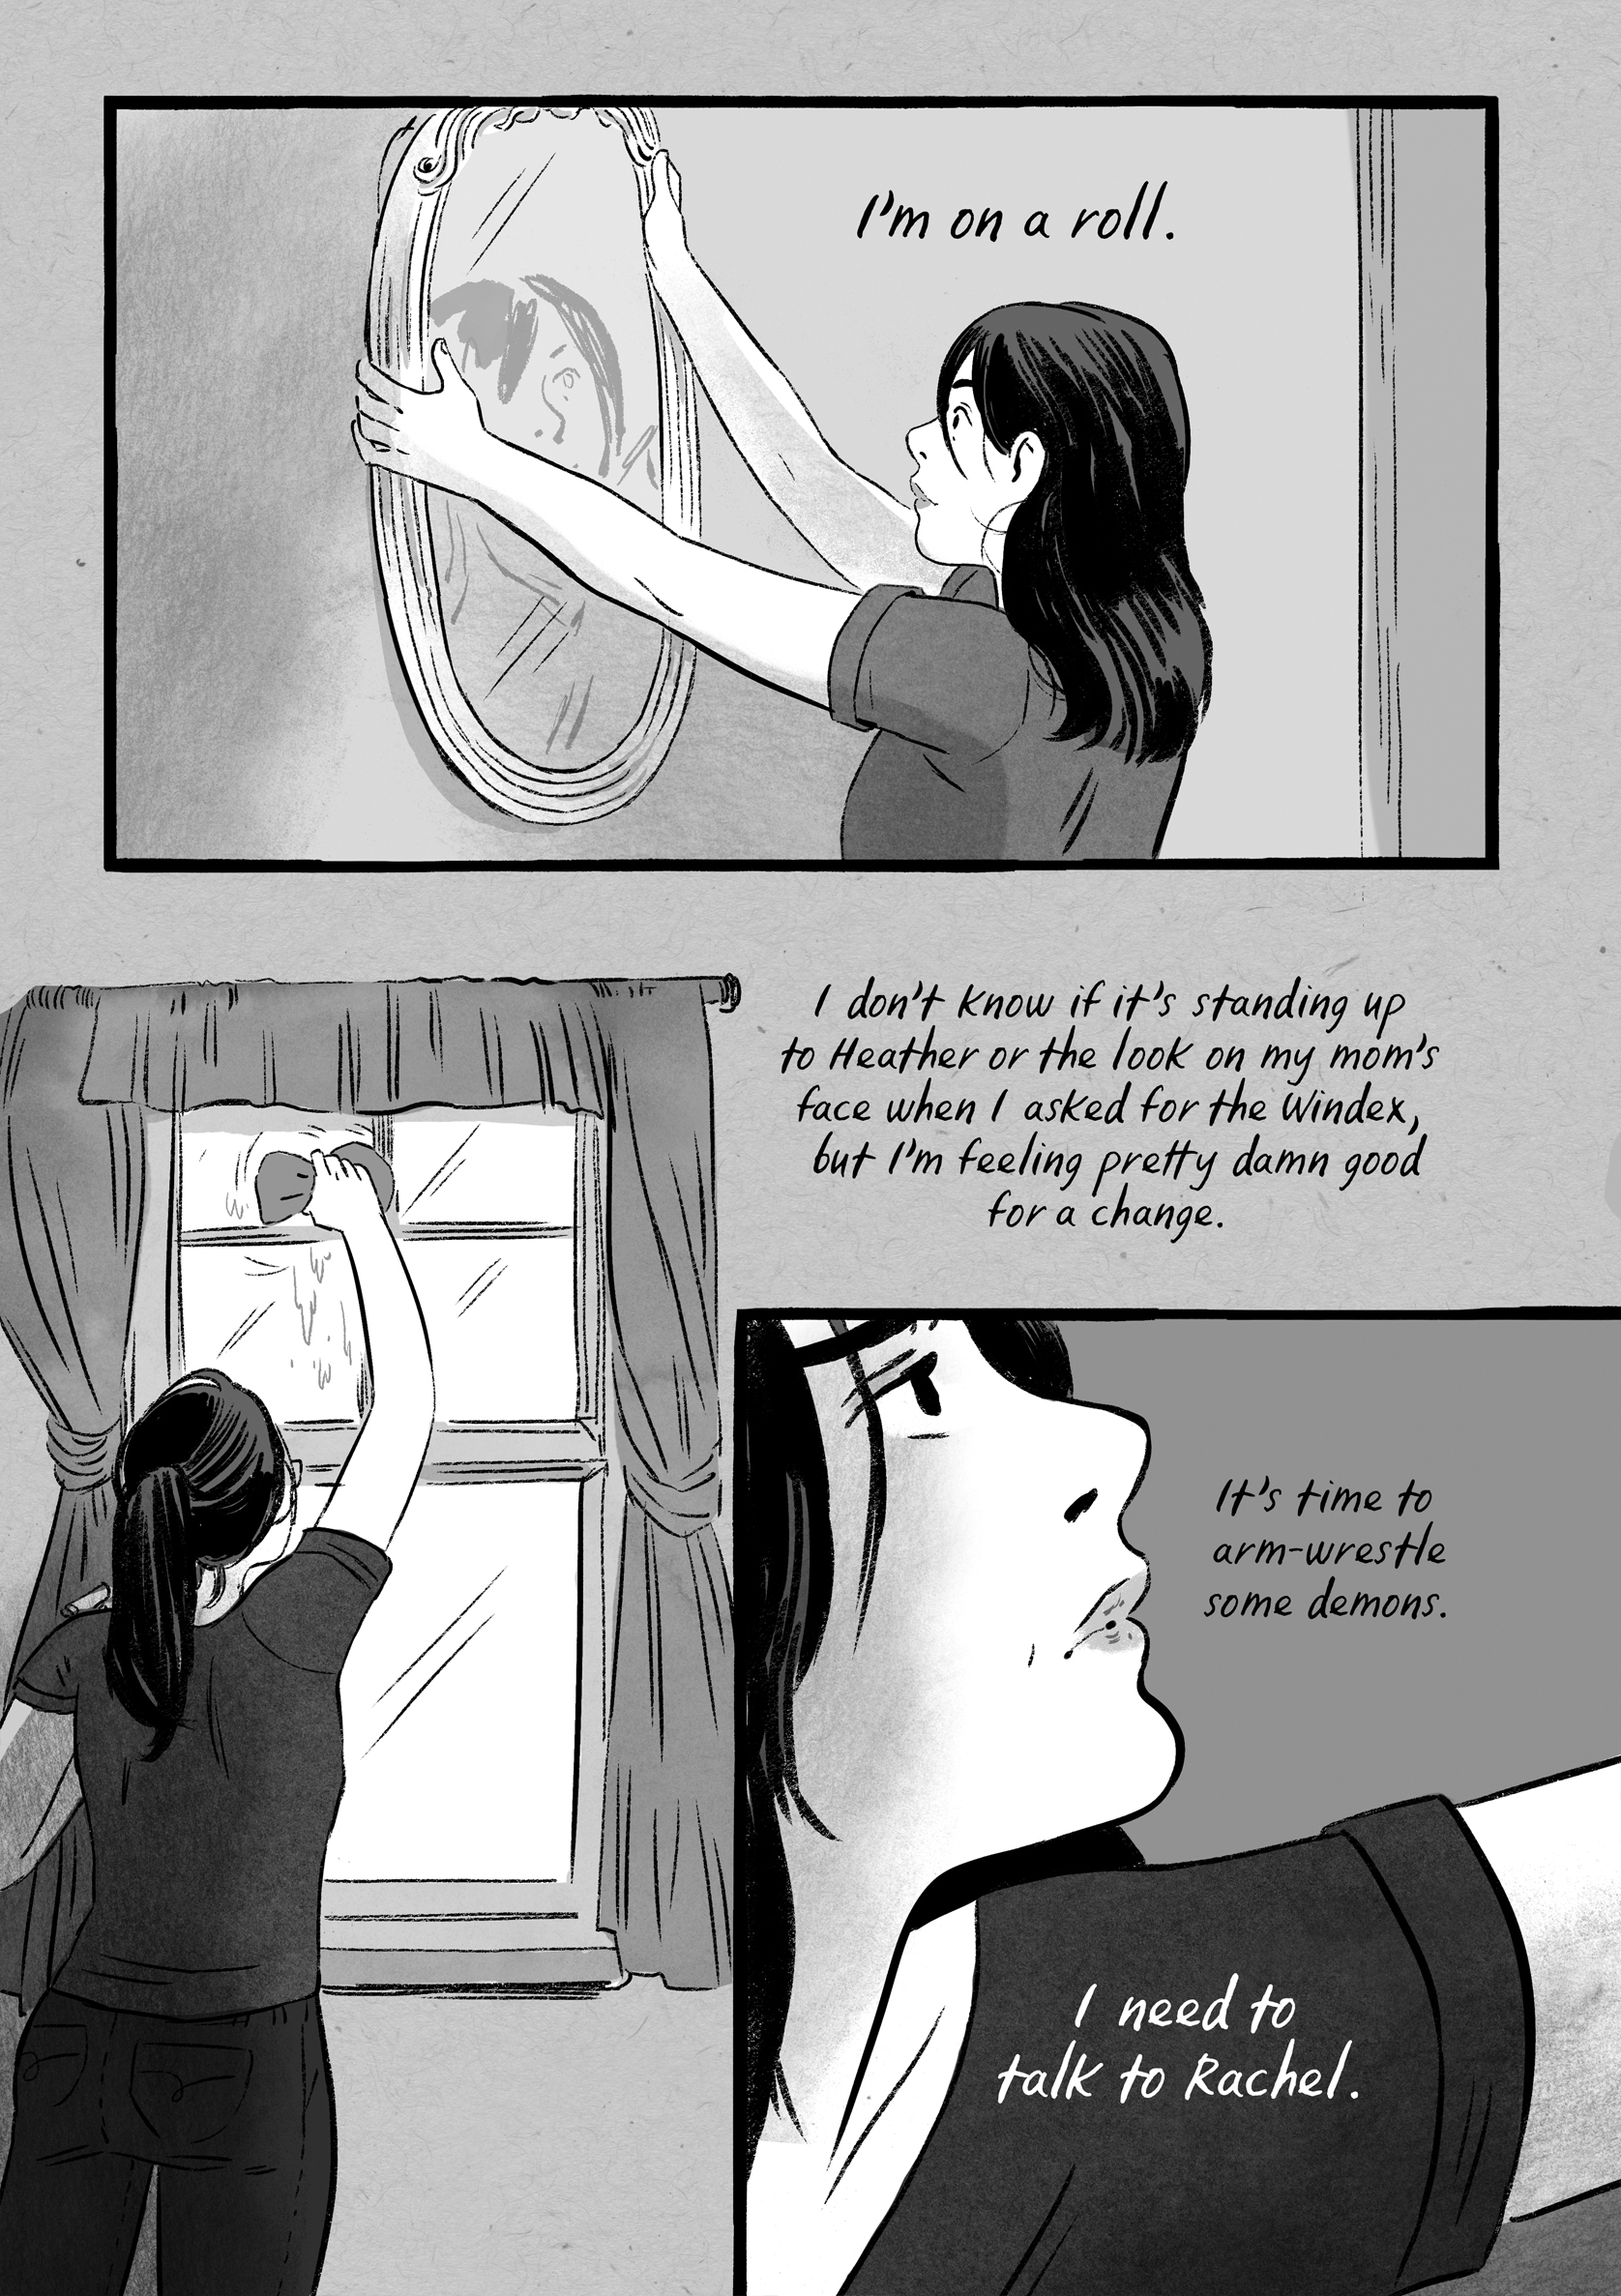 I'm on a roll.
I don't know if it's standing up
to Heather or the look on my mom's
face when I asked for the Windex,
but I'm feeling pretty damn good
for a change.
It's time to
arm-wrestle
some demons.
I need to
talk to Rachel.